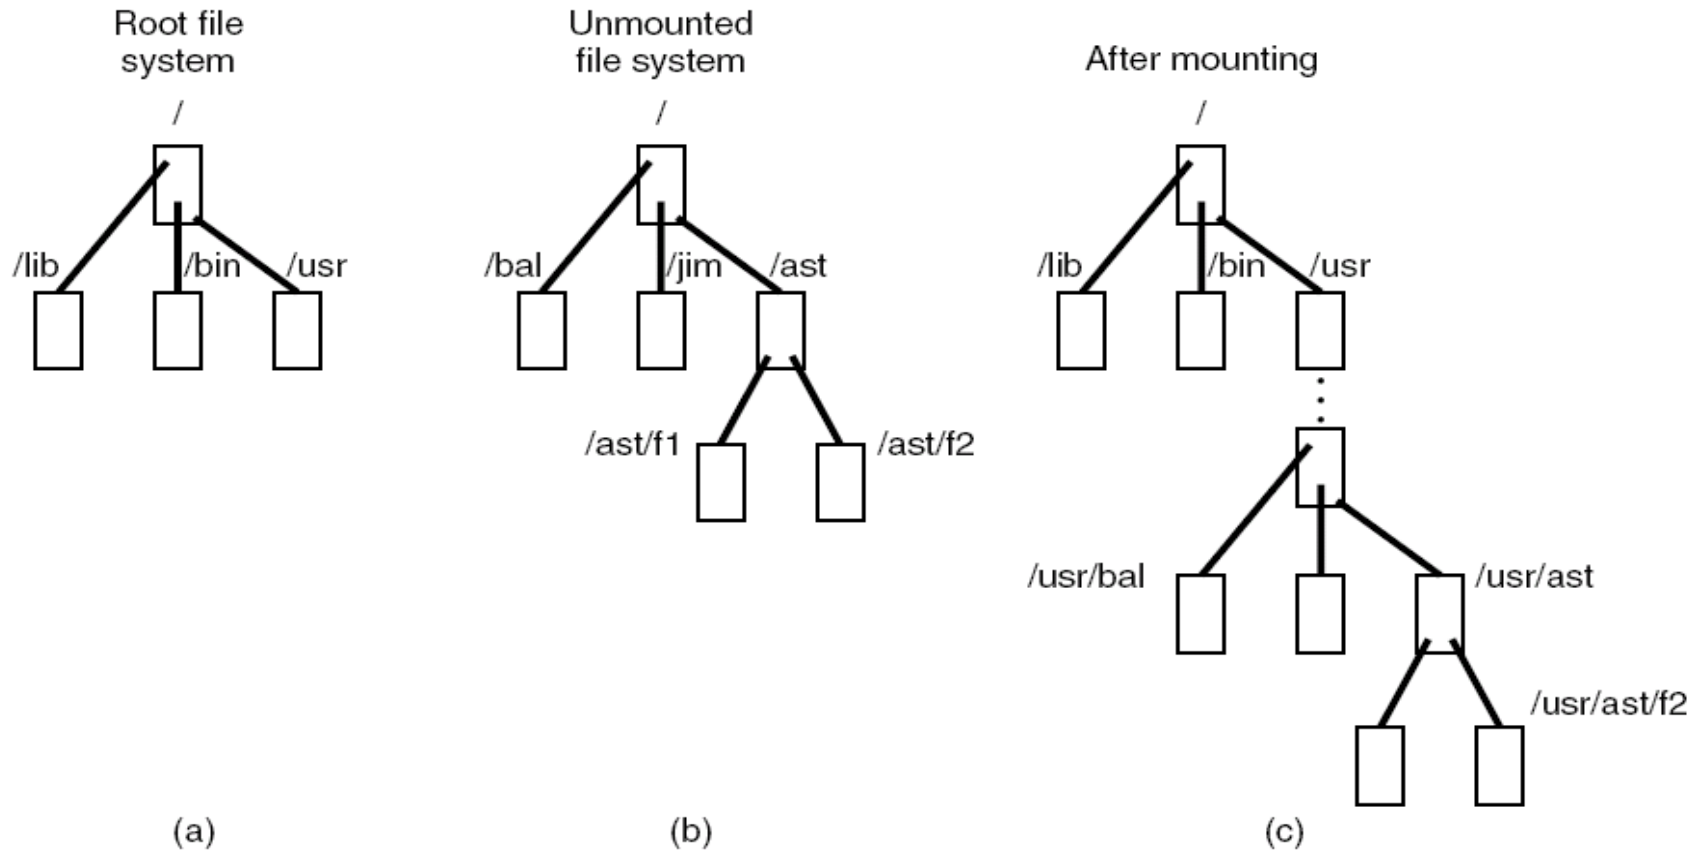 Root file
system
/
/lib
/bin
/usr
(a)
Unmounted
file system
/
/bal
/jim
/ast
/ast/f1
/ast/f2
(b)
After mounting
/
/lib
/bin
/usr
/usr/bal
/usr/ast
/usr/ast/f2
(c)